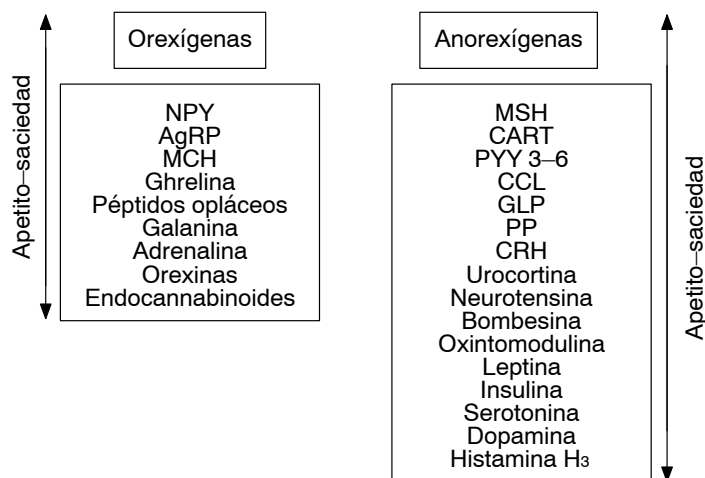 Orexígenas
Anorexígenas
Apetito–saciedad
NPY
AgRP
MCH
Ghrelina
Péptidos opláceos
Galanina
Adrenalina
Orexinas
Endocannabinoides
MSH
CART
PYY 3–6
CCL
GLP
PP
CRH
Urocortina
Neurotensina
Bombesina
Oxintomodulina
Leptina
Insulina
Serotonina
Dopamina
Histamina H3
Apetito–saciedad